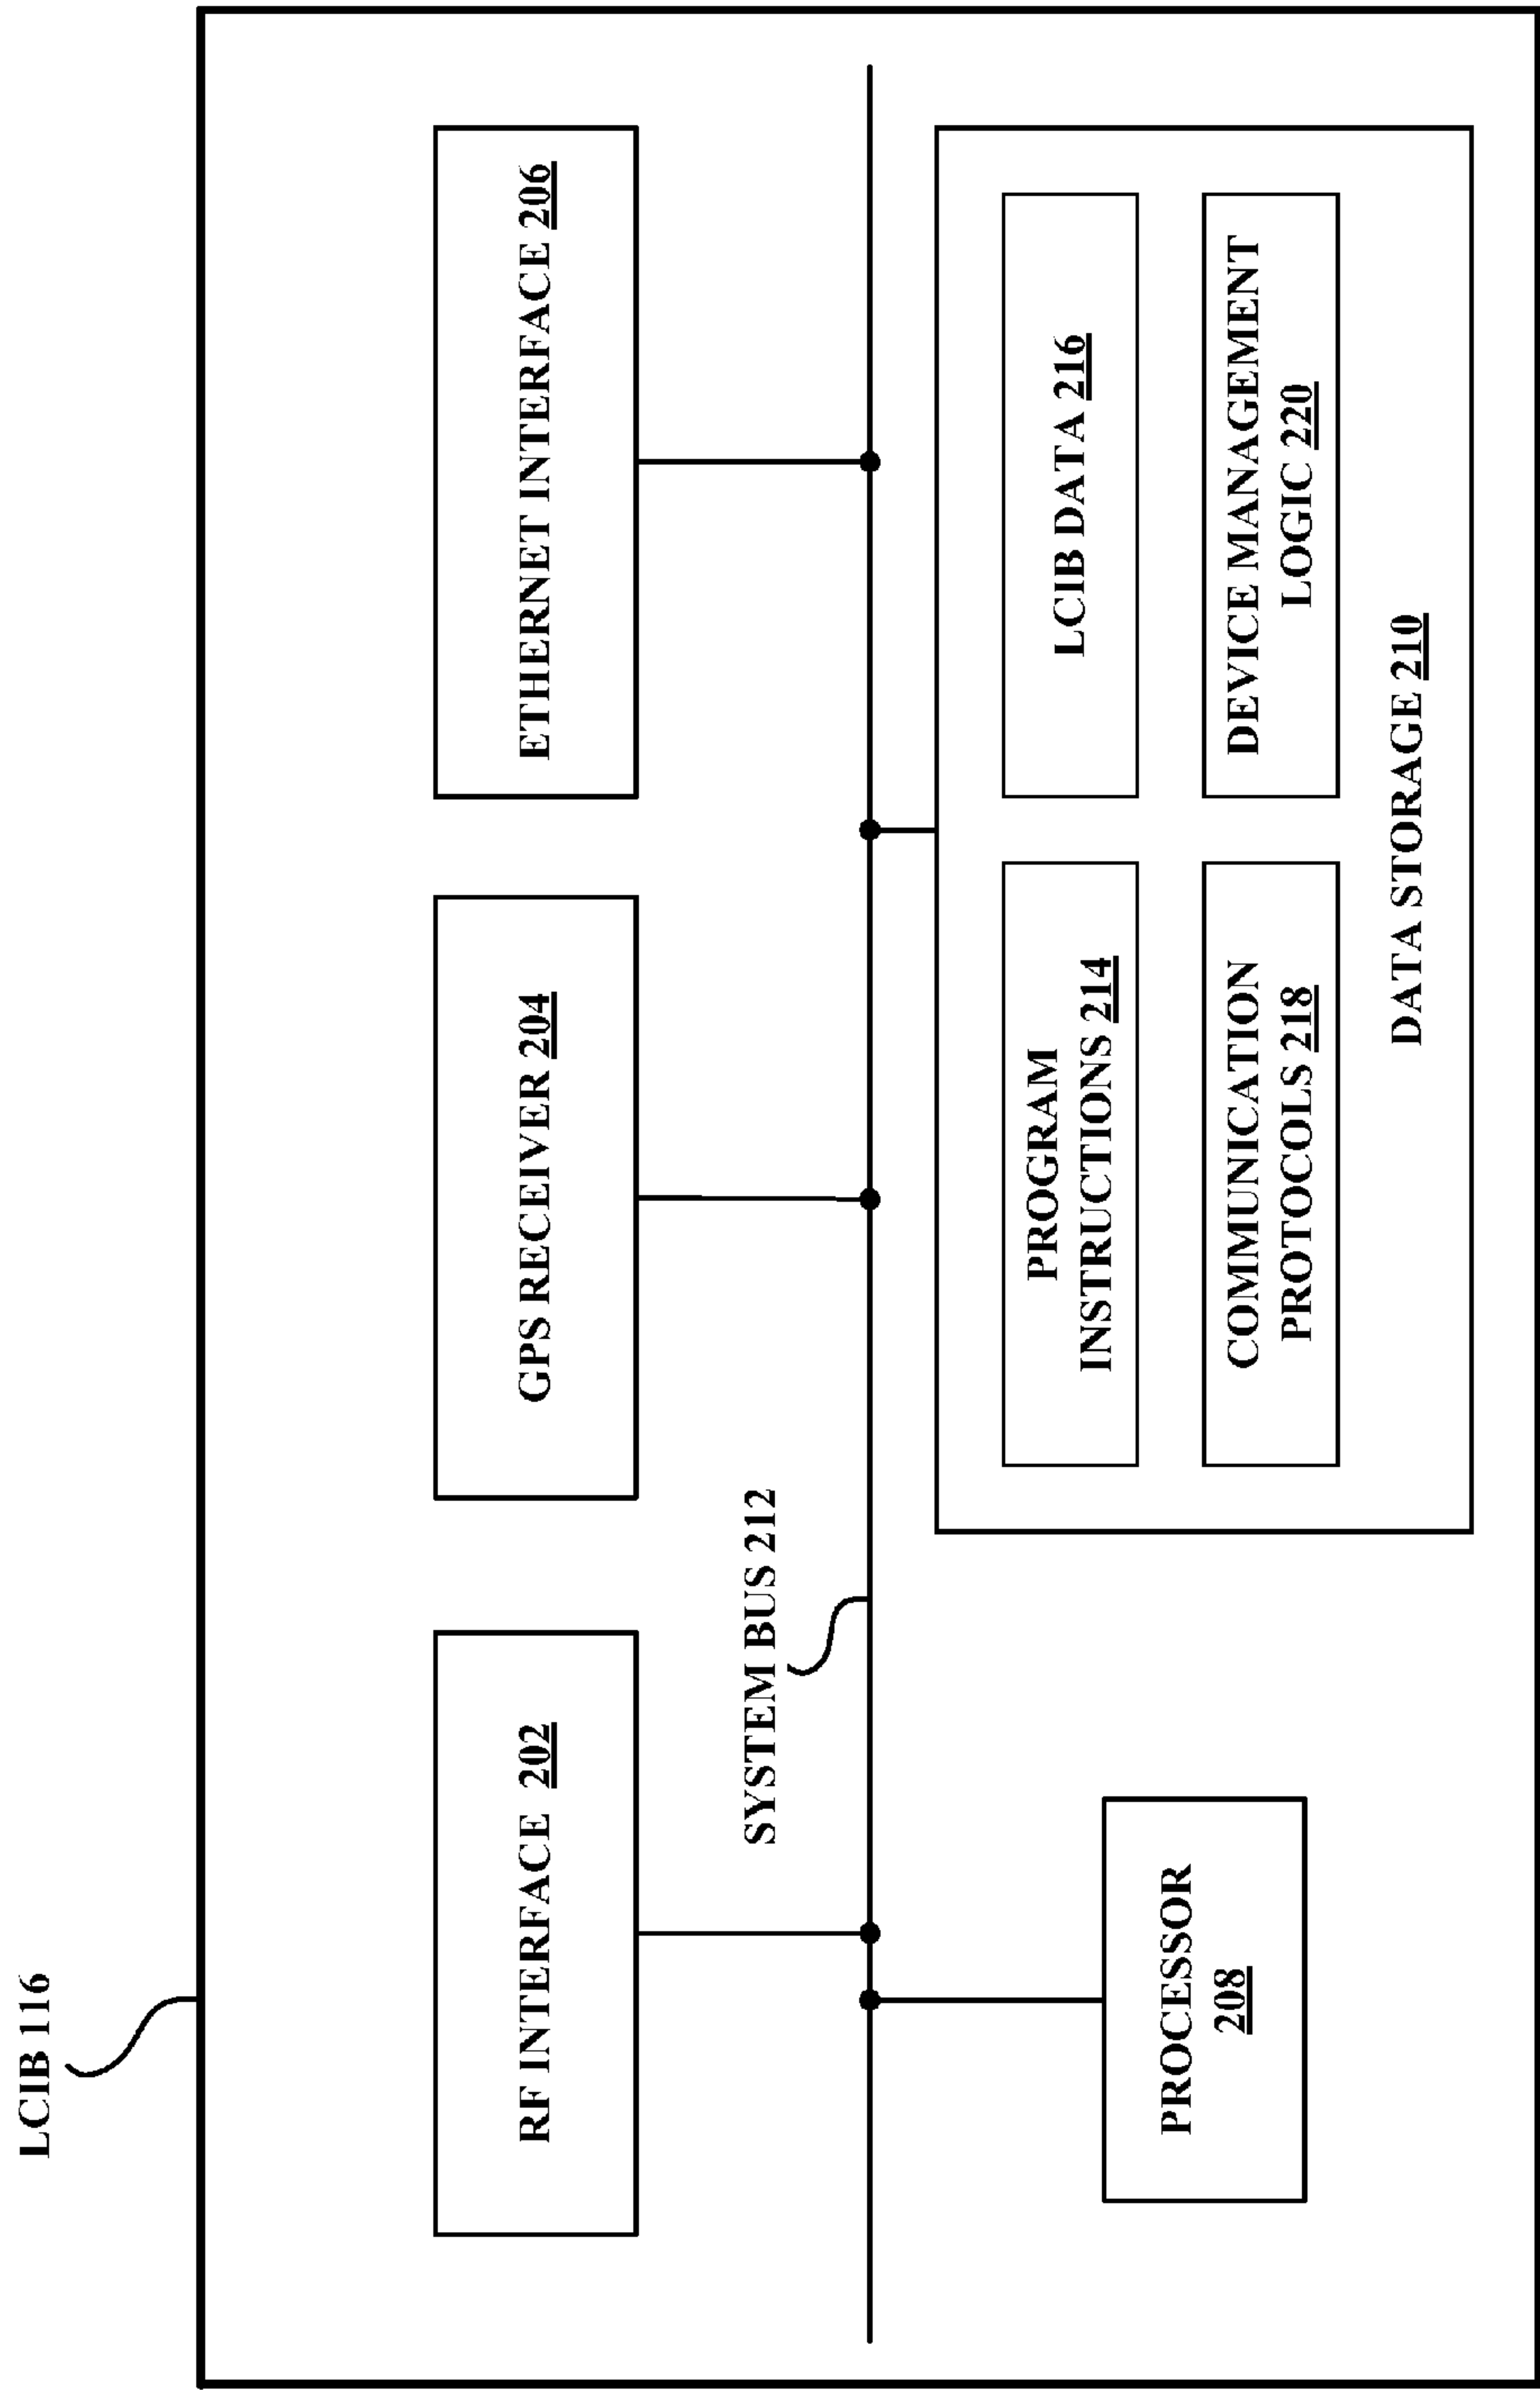 LCIB 116
RF INTERFACE 202
GPS RECEIVER 204
ETHERNET INTERFACE 206
SYSTEM BUS 212
PROCESSOR
208
PROGRAM
INSTRUCTIONS 214
LCIB DATA 216
COMMUNICATION
PROTOCOLS 218
DEVICE MANAGEMENT
LOGIC 220
DATA STORAGE 210